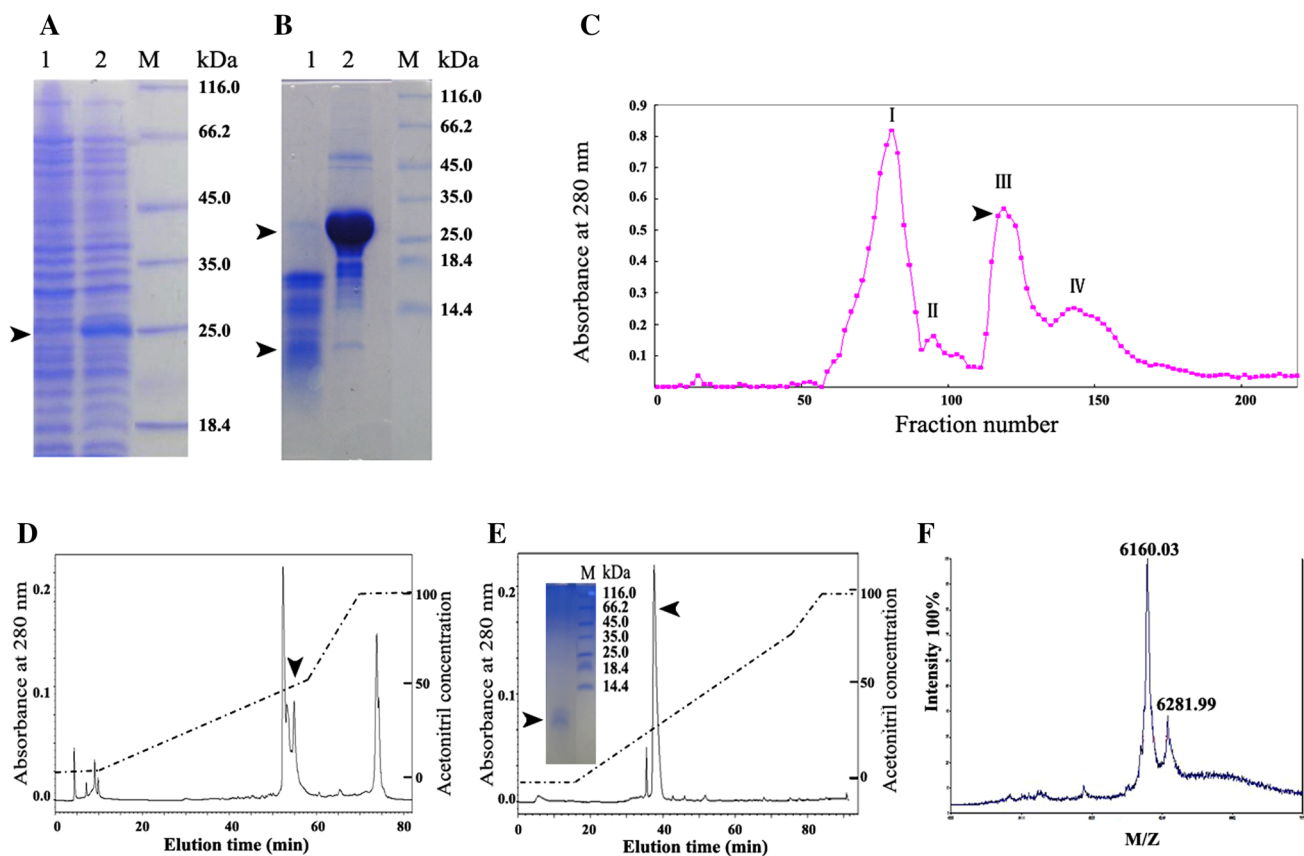 A
1 2 M kDa
116.0
66.2
45.0
35.0
25.0
18.4
B
1 2 M kDa
116.0
66.2
45.0
35.0
25.0
18.4
14.4
C
Absorbance at 280 nm
0.9
0.8
0.7
0.6
0.5
0.4
0.3
0.2
0.1
I
II
III
IV
0 50 100 150 200
Fraction number
D
Absorbance at 280 nm
0.2
0.1
0.0
100
50
0
Acetonitril concentration
0 20 40 60 80
Elution time (min)
E
Absorbance at 280 nm
0.2
0.1
0.0
M kDa
116.0
66.2
45.0
35.0
25.0
18.4
14.4
100
50
0
Acetonitril concentration
0 20 40 60 80
Elution time (min)
F
Intensity 100%
6160.03
6281.99
M/Z